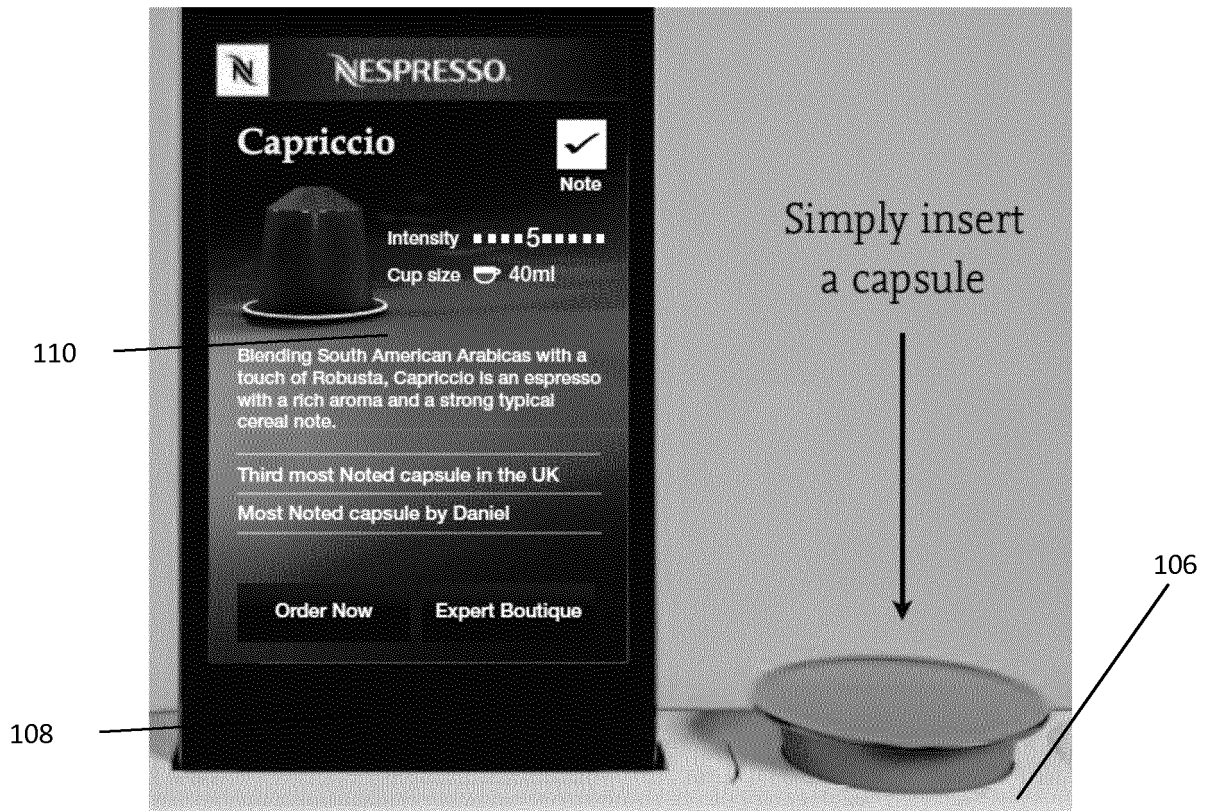 N NESPRESSO.
Capriccio
Note
Intensity 5
Cup size 40ml
Blending South American Arabicas with a
touch of Robusta, Capriccio is an espresso
with a rich aroma and a strong typical
cereal note.
Third most Noted capsule in the UK
Most Noted capsule by Daniel
Order Now Expert Boutique
Simply insert
a capsule
110
108
106